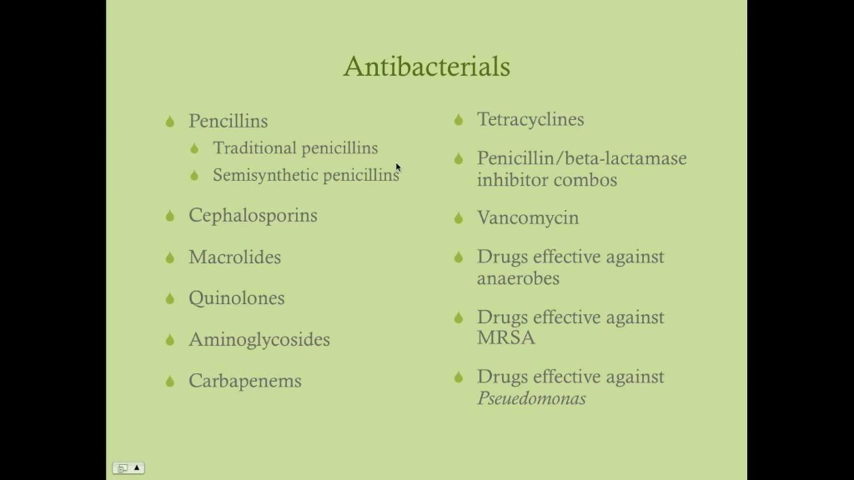 Antibacterials
Pencillins
Traditional penicillins
Semisynthetic penicillins
Cephalosporins
Macrolides
Quinolones
Aminoglycosides
Carbapenems
Tetracyclines
Penicillin/beta-lactamase
inhibitor combos
Vancomycin
Drugs effective against
anaerobes
Drugs effective against
MRSA
Drugs effective against
Pseuedomonas